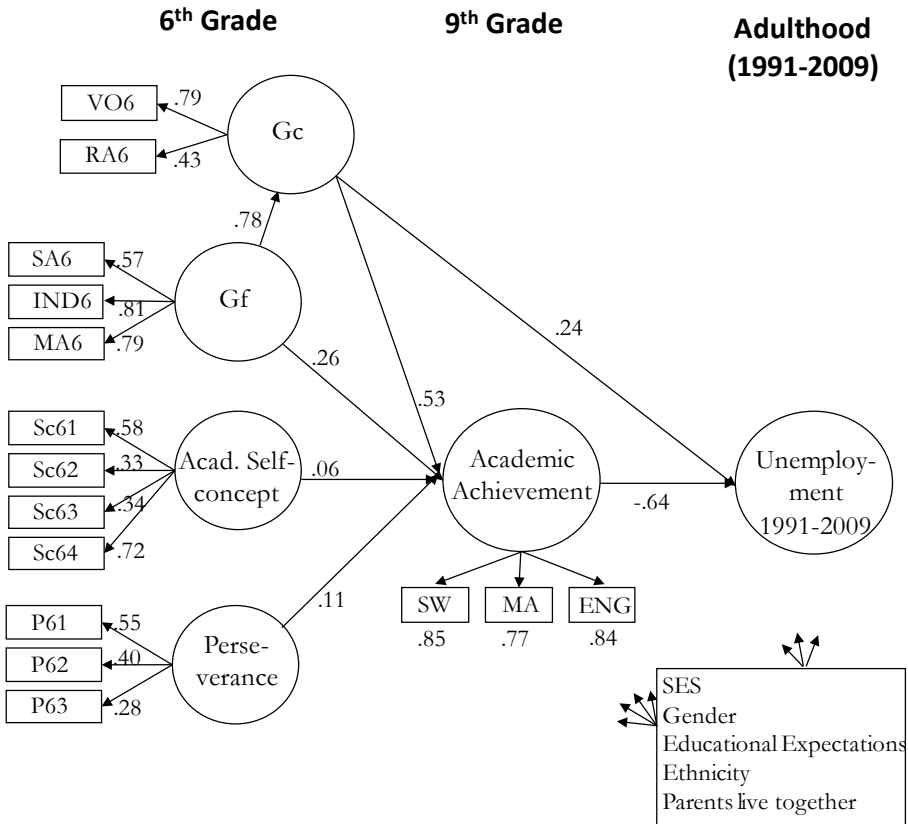 6th Grade
9th Grade
Adulthood
(1991-2009)
VO6
.79
RA6
.43
Gc
.78
SA6
.57
IND6
.81
MA6
.79
Gf
.26
.53
.24
Sc61
.58
Sc62
.33
Sc63
.34
Sc64
.72
Acad. Self-
concept
.06
Academic
Achievement
-.64
Unemploy-
ment
1991-2009
P61
.55
P62
.40
P63
.28
Perse-
verance
.11
SW
MA
ENG
.85
.77
.84
SES
Gender
Educational Expectations
Ethnicity
Parents live together